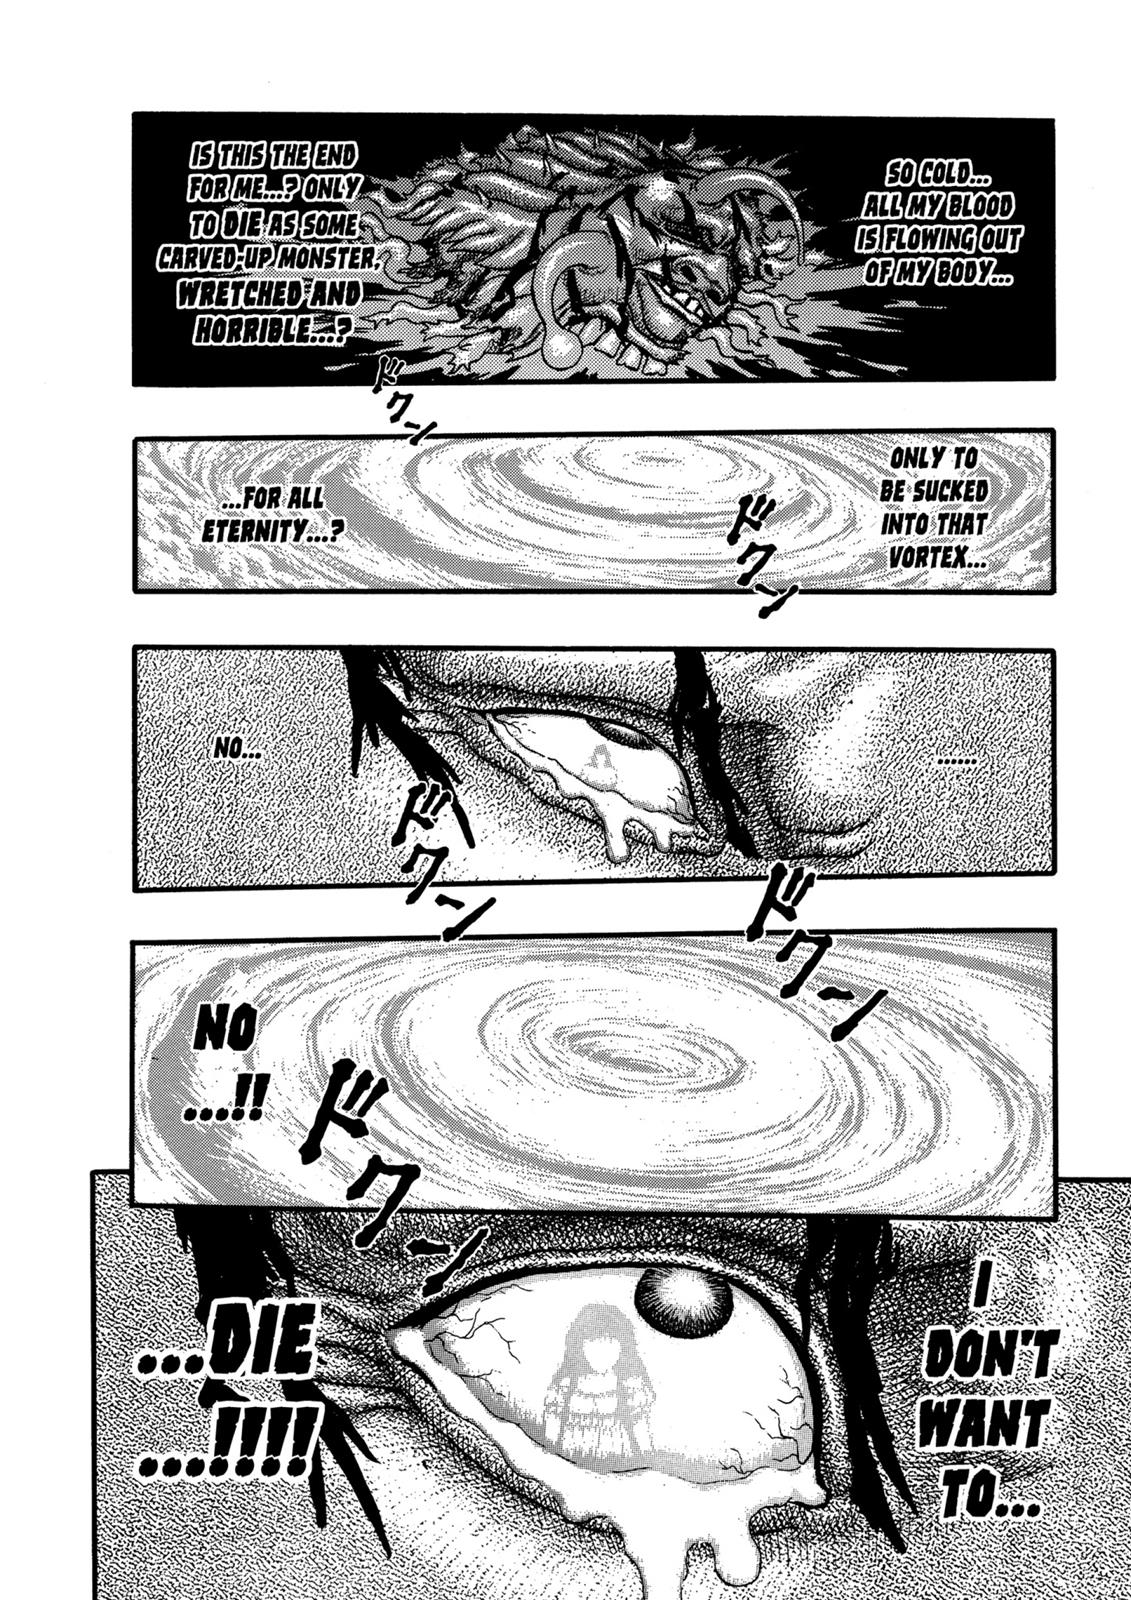 SO COLD...
ALL MY BLOOD
IS FLOWING OUT
OF MY BODY...
IS THIS THE END
FOR ME...? ONLY
TO DIE AS SOME
CARVED-UP MONSTER,
WRETCHED AND
HORRIBLE...?
ドクン
ONLY TO
BE SUCKED
INTO THAT
VORTEX...
ドクン
...FOR ALL
ETERNITY...?
......
NO...
ドクン
ドクン
NO
...!!
ドクン
I
DON'T
WANT
TO...
...DIE
...!!!!